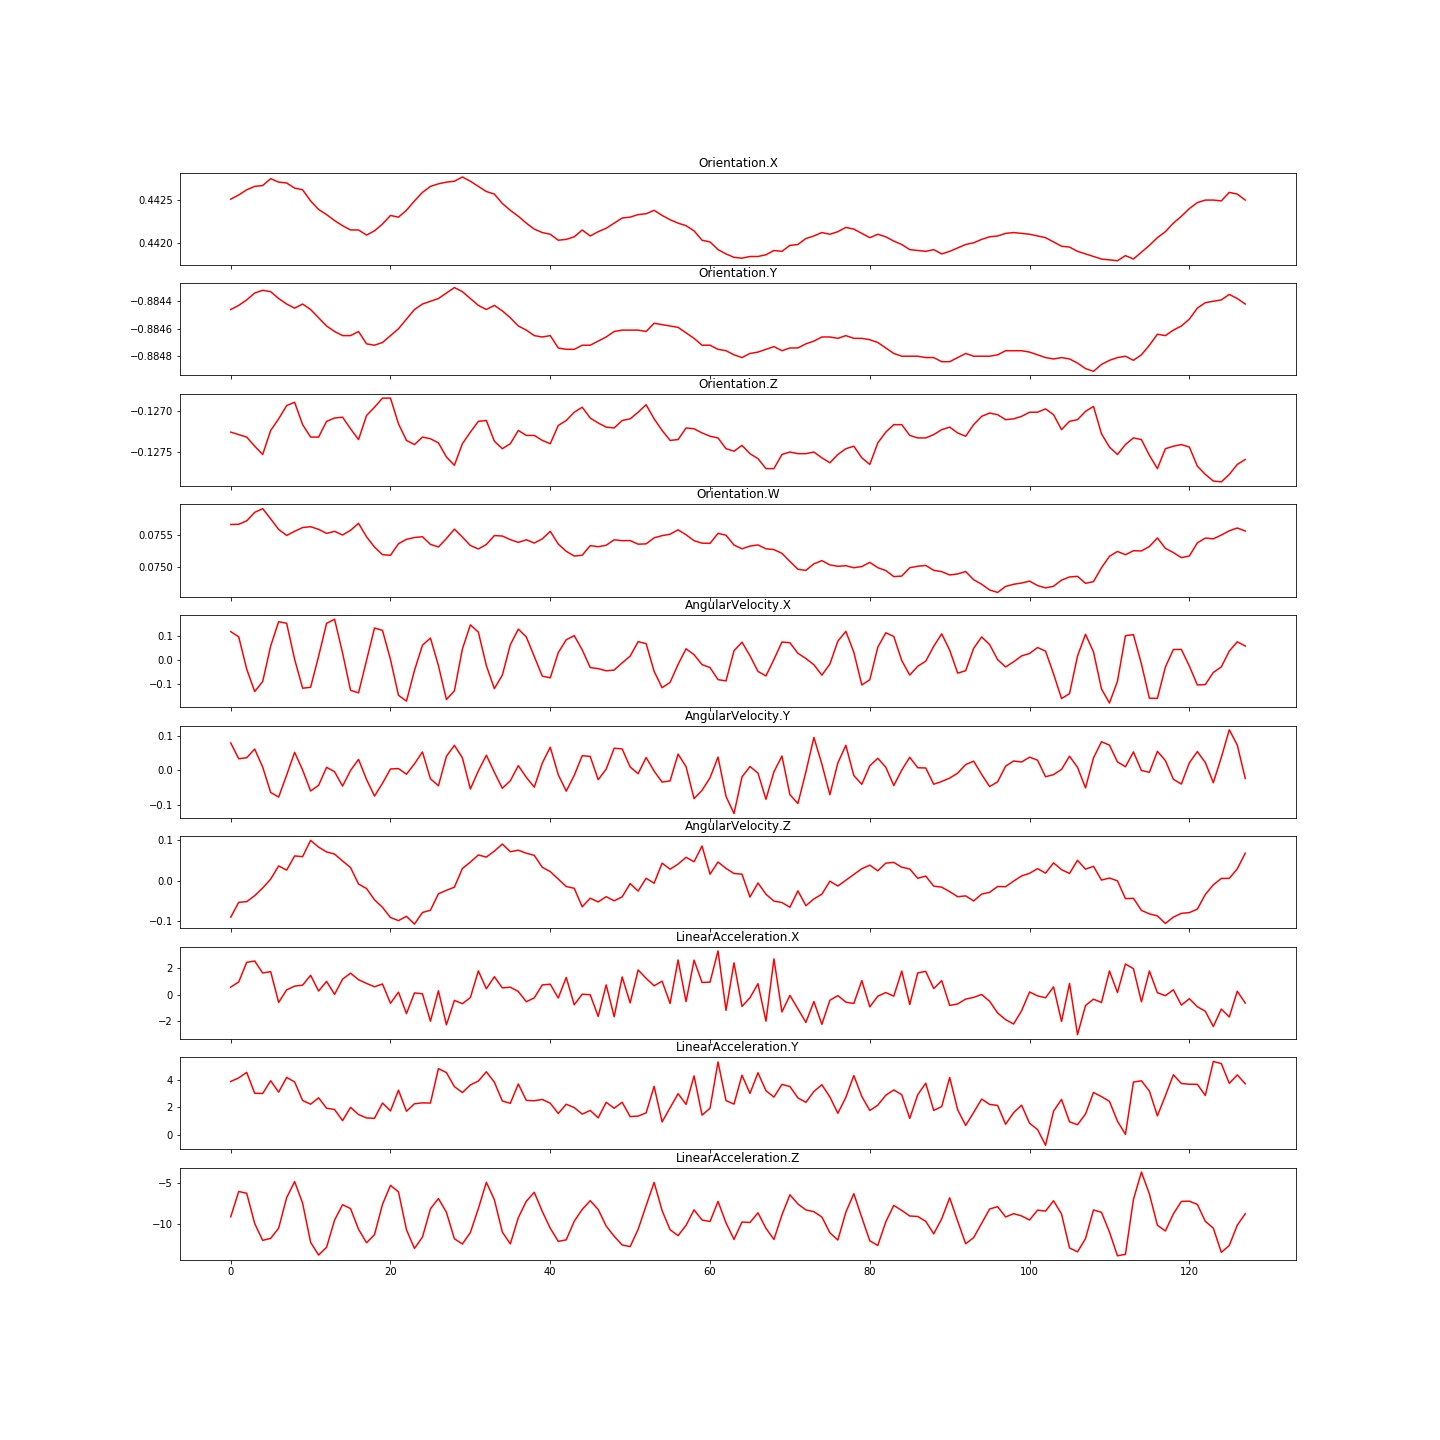 Orientation.X
0.4425
0.4420
Orientation.Y
−0.8844
−0.8846
−0.8848
Orientation.Z
−0.1270
−0.1275
Orientation.W
0.0755
0.0750
AngularVelocity.X
0.1
0.0
−0.1
AngularVelocity.Y
0.1
0.0
−0.1
AngularVelocity.Z
0.1
0.0
−0.1
LinearAcceleration.X
2
0
−2
LinearAcceleration.Y
4
2
0
LinearAcceleration.Z
−5
−10
0 20 40 60 80 100 120